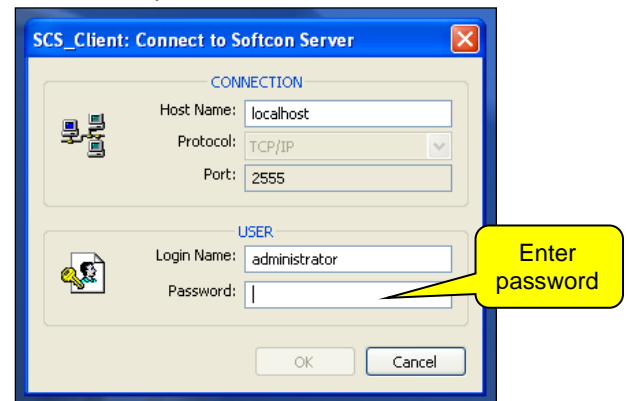 SCS_Client: Connect to Softcon Server
CONNECTION
Host Name: localhost
Protocol: TCP/IP
Port: 2555
USER
Login Name: administrator
Password:
Enter
password
OK Cancel